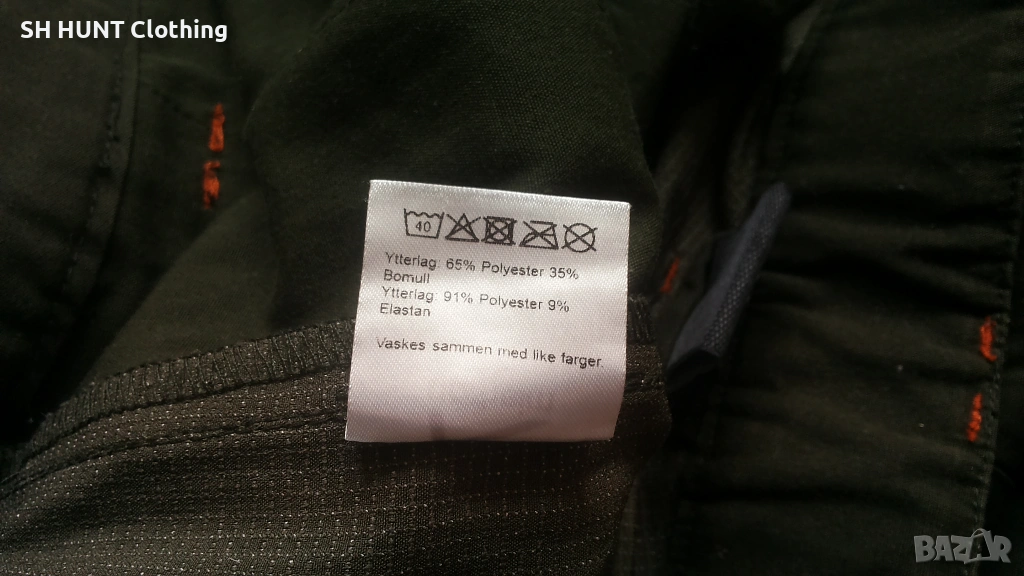 SH HUNT Clothing
40
Ytterlag: 65% Polyester 35%
Bomull
Ytterlag: 91% Polyester 9%
Elastan
Vaskes sammen med like farger.
BAZAR